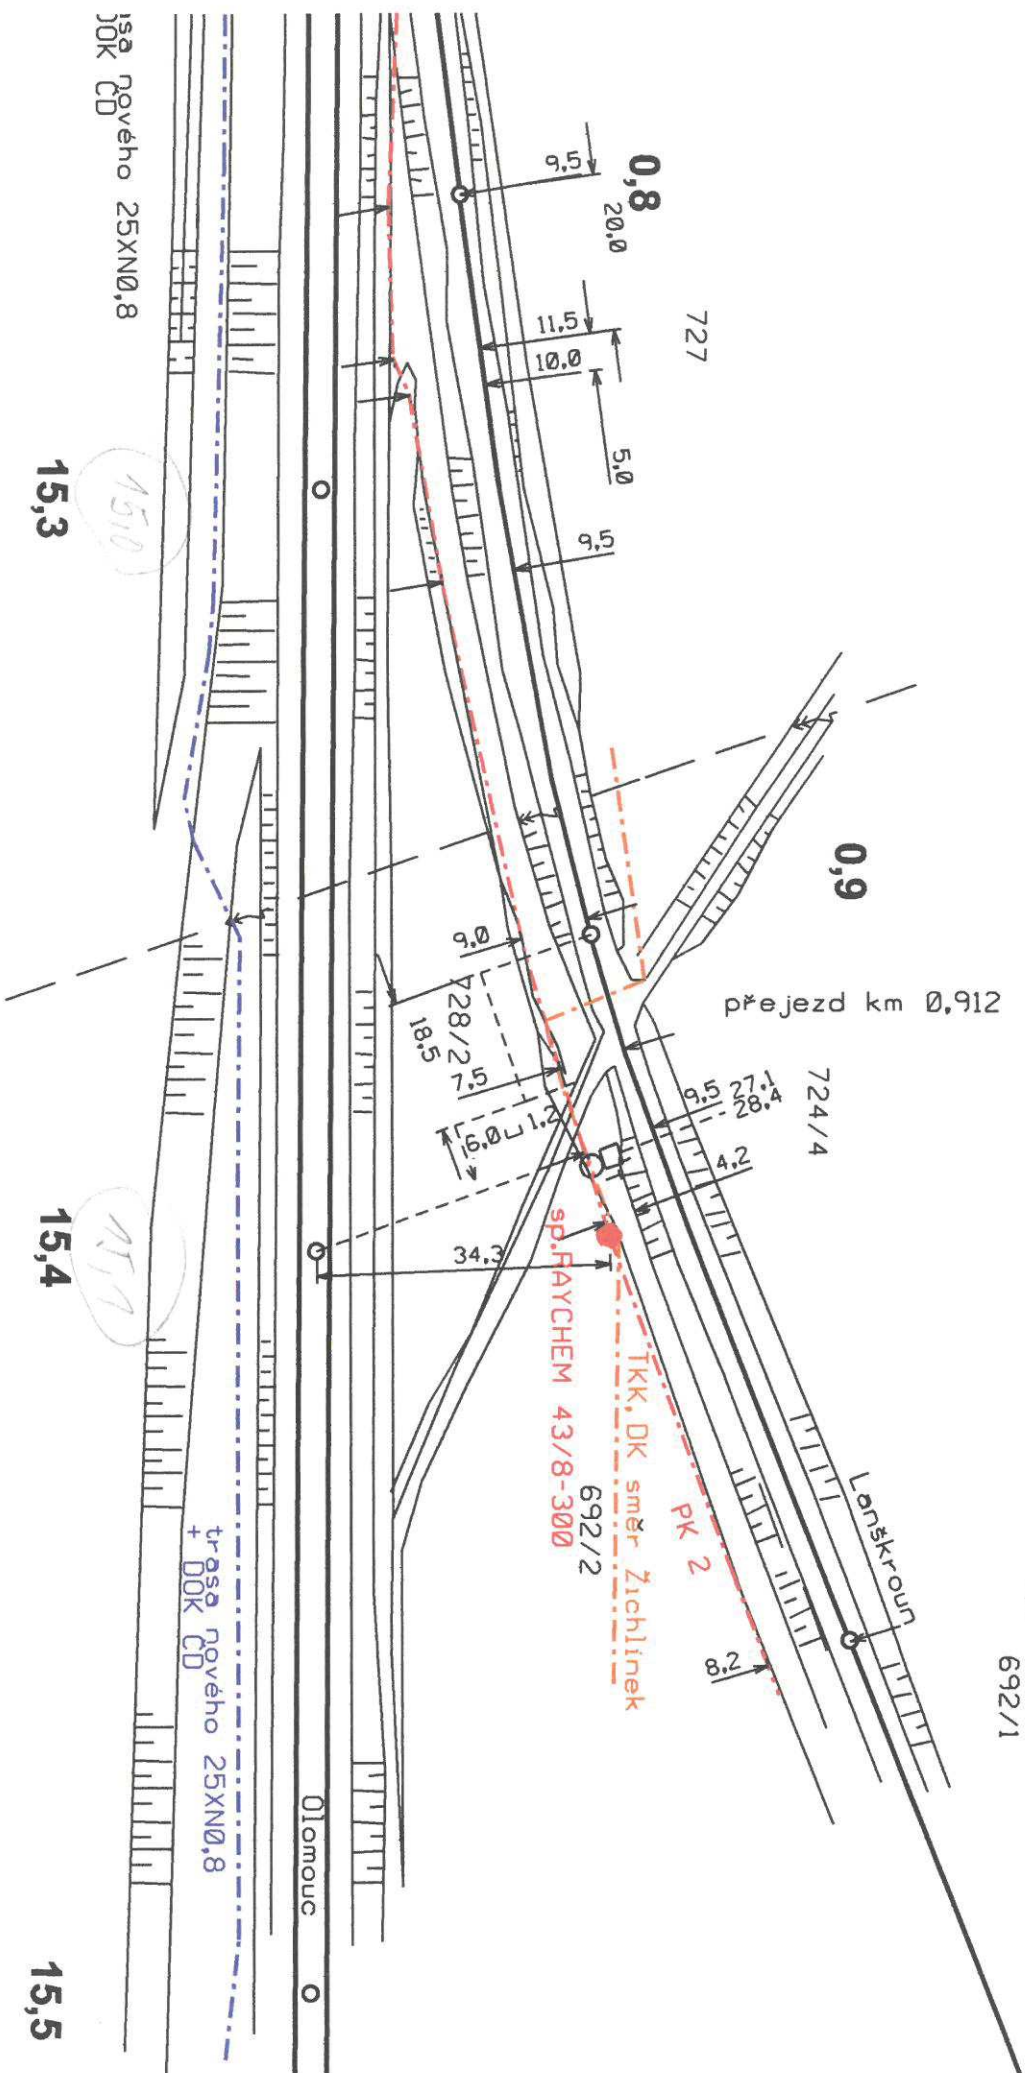 0,8
9,5
20,0
727
11,5
10,0
5,0
9,5
nového 25XN0,8
DOK ČD
15,3
0,9
přejezd km 0,912
724/4
9,5 27,1
28,4
4,2
9,0
728/2
18,5
7,5
6,0
1,2
34,3
15,4
sp.RAYCHEM 43/8-300
TKK, DK směr Žichlínek
692/2
PK 2
8,2
Lanškroun
692/1
trasa nového 25XN0,8
+ DOK ČD
Olomouc
15,5